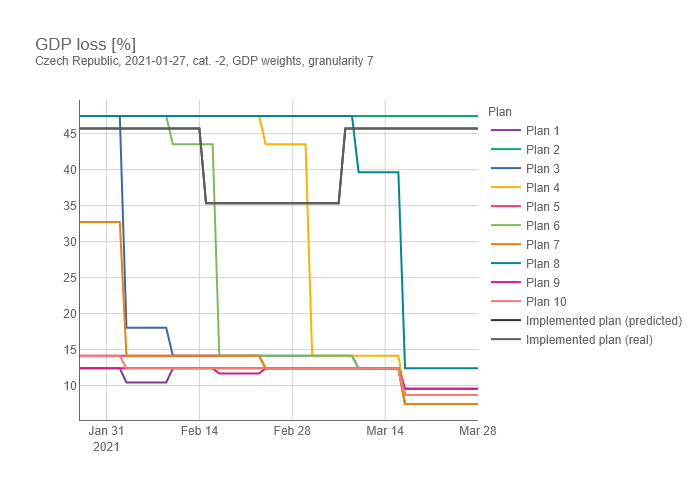 GDP loss [%]
Czech Republic, 2021-01-27, cat. -2, GDP weights, granularity 7
Plan
Plan 1
Plan 2
Plan 3
Plan 4
Plan 5
Plan 6
Plan 7
Plan 8
Plan 9
Plan 10
Implemented plan (predicted)
Implemented plan (real)
45
40
35
30
25
20
15
10
Jan 31 Feb 14 Feb 28 Mar 14 Mar 28
2021